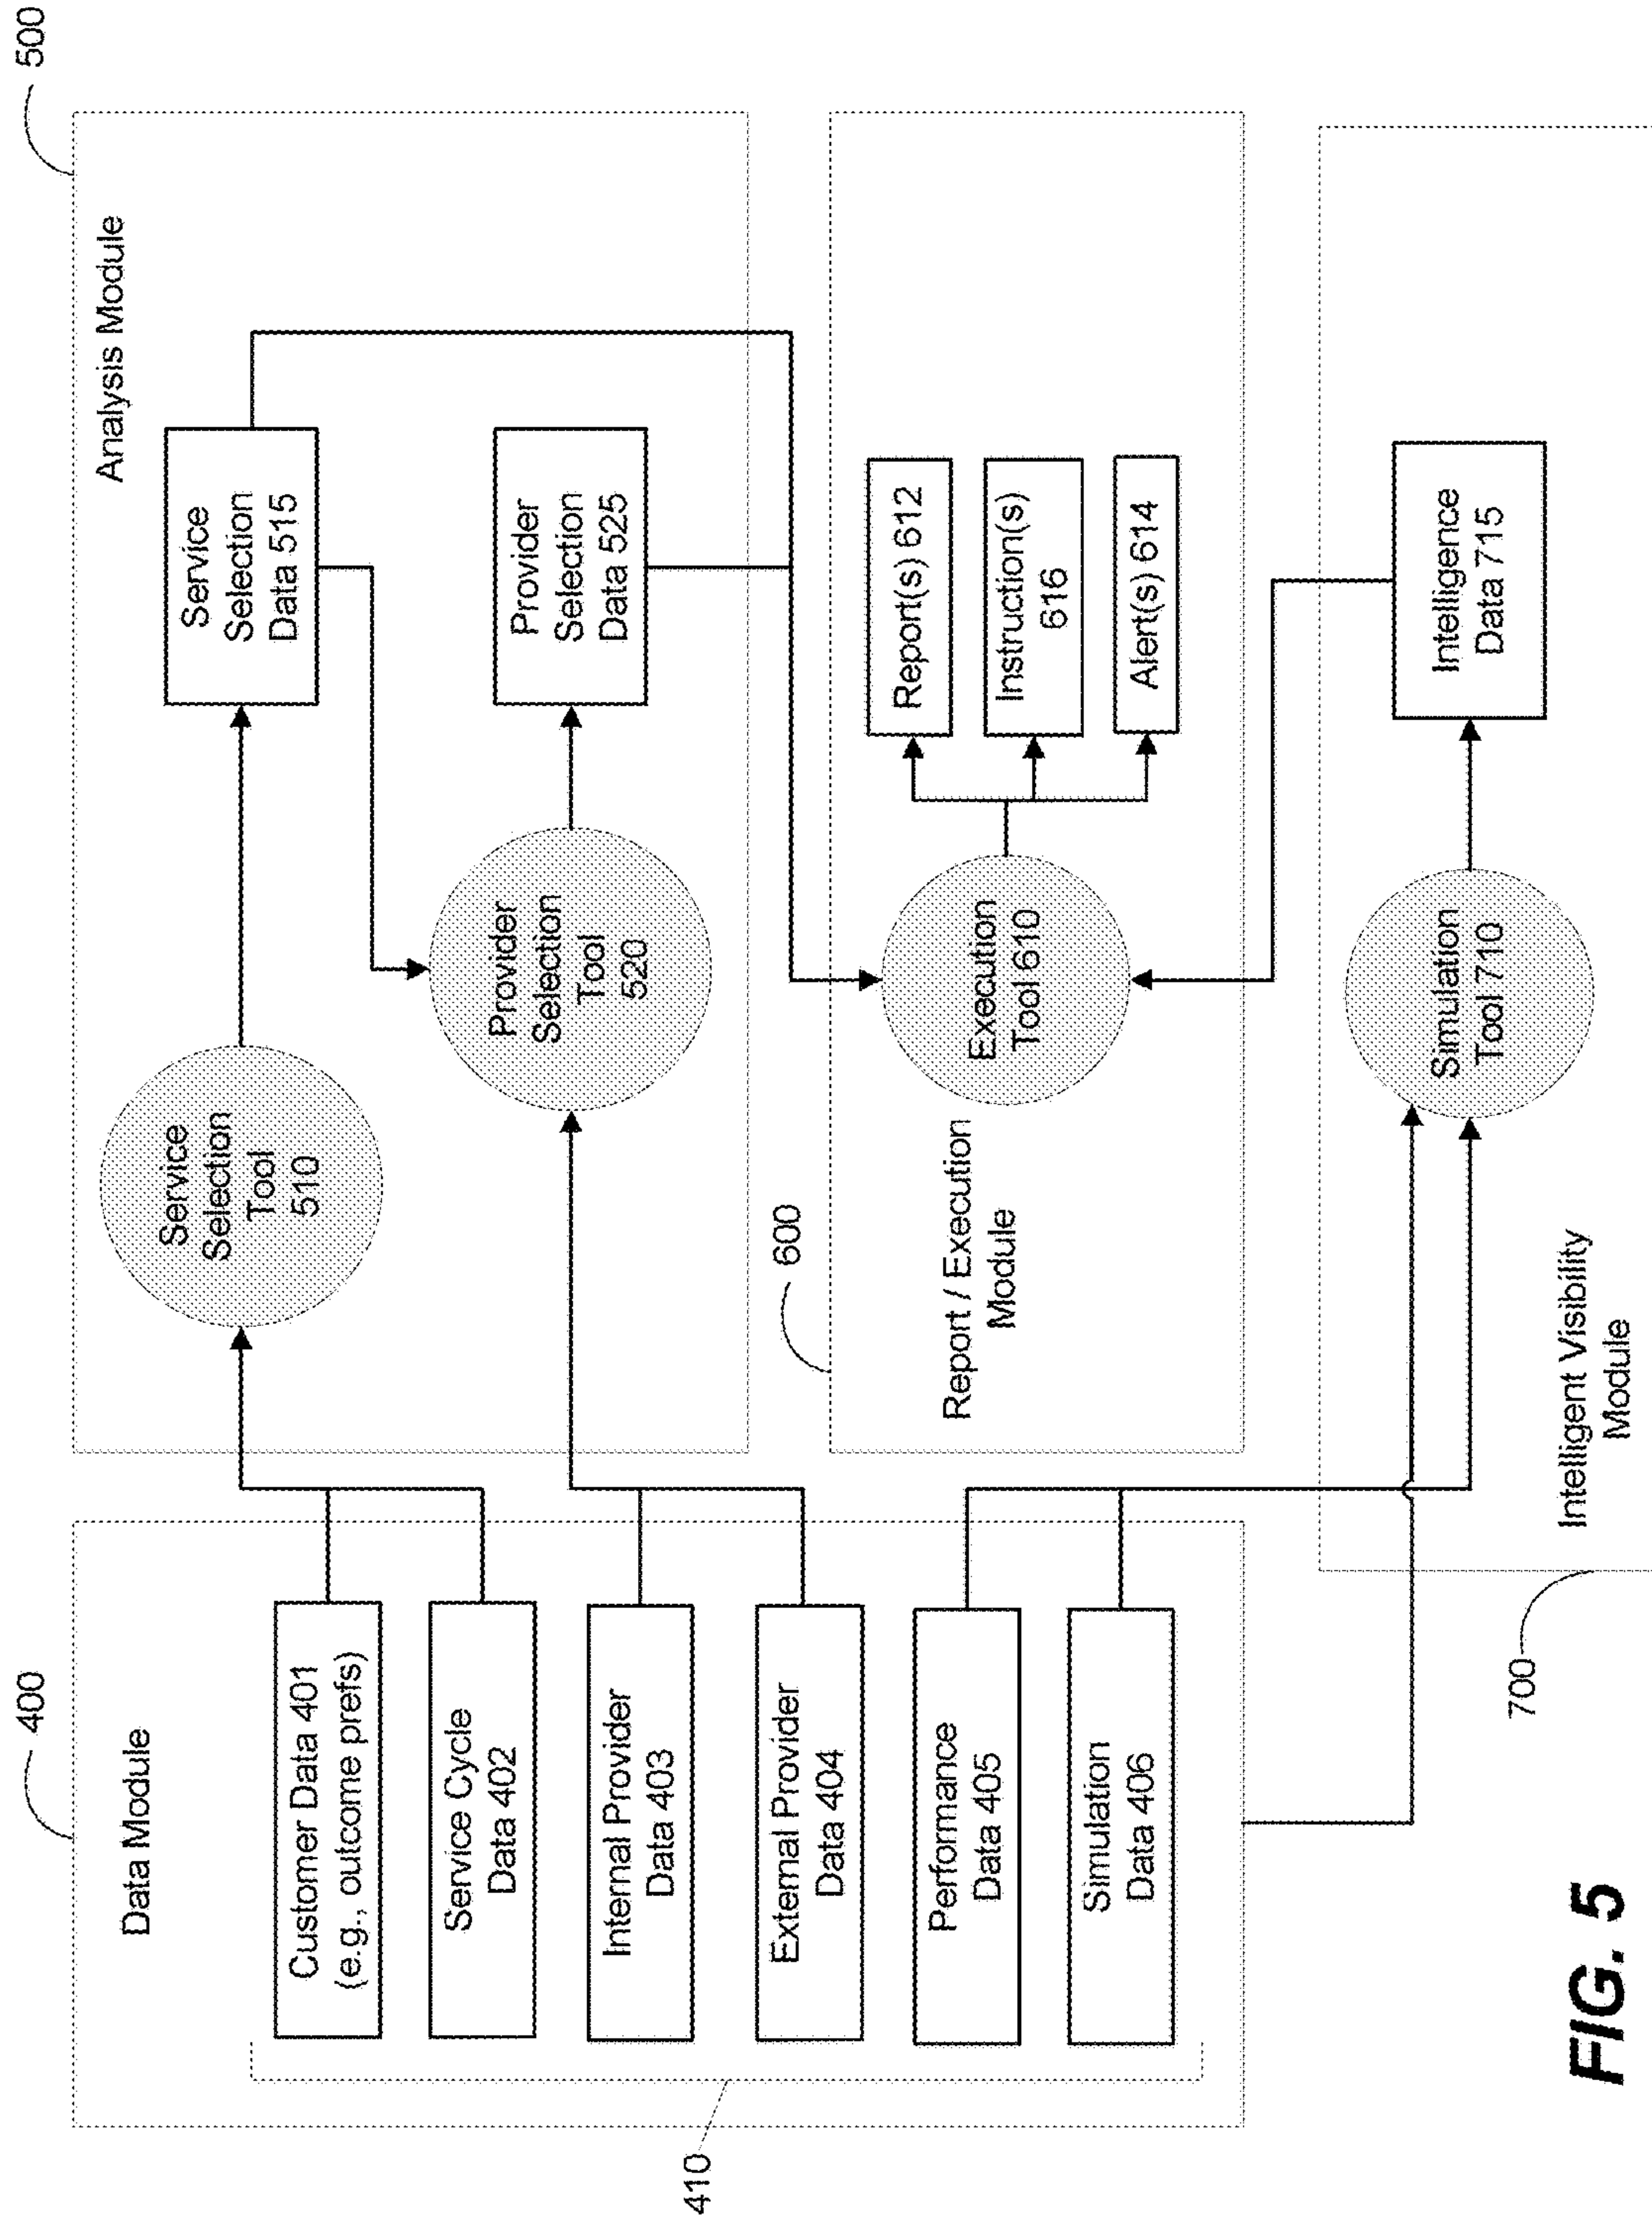 400
Data Module
Customer Data 401
(e.g., outcome prefs)
Service Cycle
Data 402
Internal Provider
Data 403
External Provider
Data 404
Performance
Data 405
Simulation
Data 406
410
500
Analysis Module
Service
Selection
Tool
510
Service
Selection
Data 515
Provider
Selection
Tool
520
Provider
Selection
Data 525
600
Report / Execution
Module
Execution
Tool 610
Report(s) 612
Instruction(s)
616
Alert(s) 614
700
Intelligent Visibility
Module
Simulation
Tool 710
Intelligence
Data 715
FIG. 5